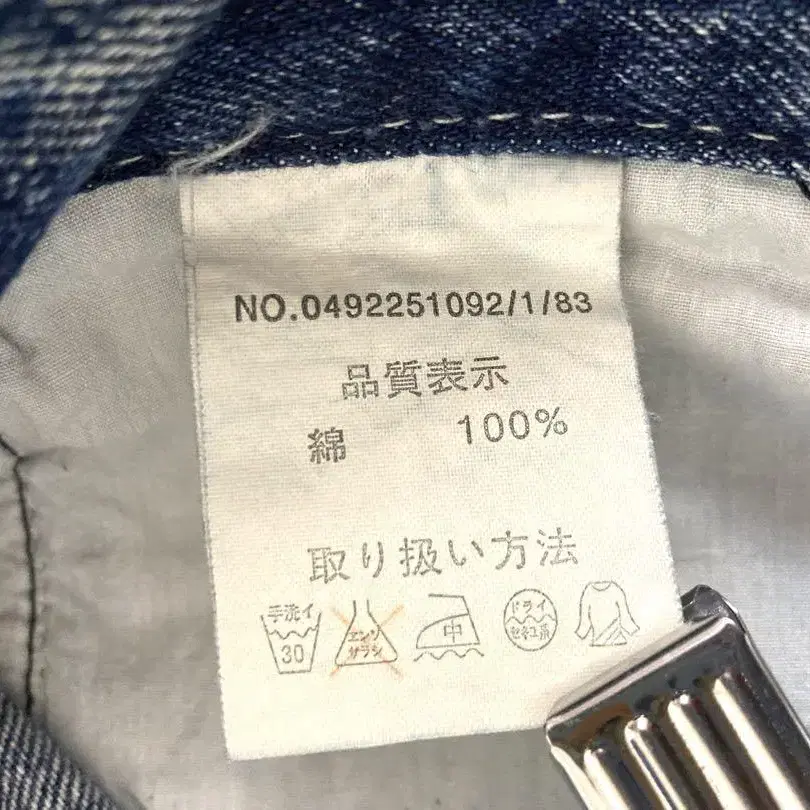 NO.0492251092/1/83
品質表示
綿 100%
取り扱い方法
手洗イ
30
エンソ
サラシ
中
ドライ
セキユ系